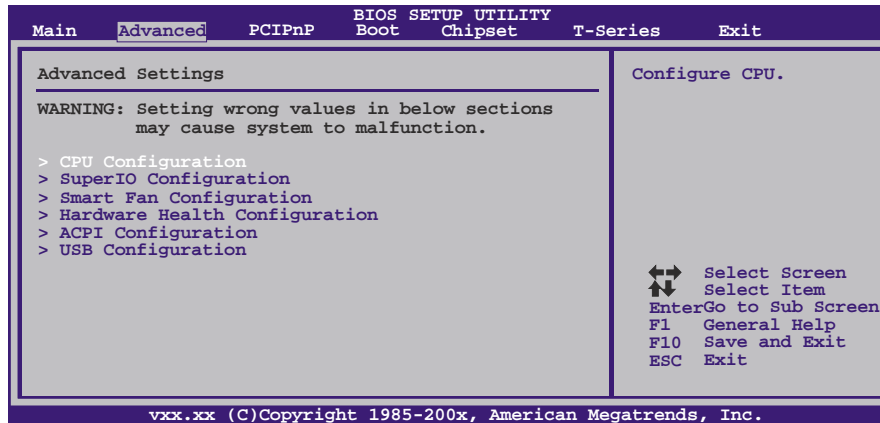 BIOS SETUP UTILITY
Main Advanced PCIPnP Boot Chipset T-Series Exit
Advanced Settings
WARNING: Setting wrong values in below sections
may cause system to malfunction.
> CPU Configuration
> SuperIO Configuration
> Smart Fan Configuration
> Hardware Health Configuration
> ACPI Configuration
> USB Configuration
Configure CPU.
Select Screen
Select Item
EnterGo to Sub Screen
F1 General Help
F10 Save and Exit
ESC Exit
vxx.xx (C)Copyright 1985-200x, American Megatrends, Inc.